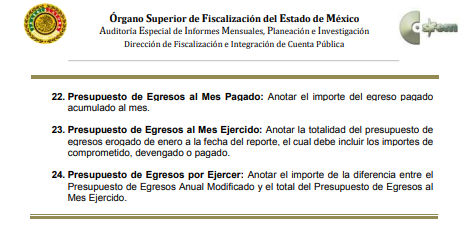 Órgano Superior de Fiscalización del Estado de México
Auditoría Especial de Informes Mensuales, Planeación e Investigación
Dirección de Fiscalización e Integración de Cuenta Pública
osfem
22. Presupuesto de Egresos al Mes Pagado: Anotar el importe del egreso pagado
acumulado al mes.
23. Presupuesto de Egresos al Mes Ejercido: Anotar la totalidad del presupuesto de
egresos erogado de enero a la fecha del reporte, el cual debe incluir los importes de
comprometido, devengado o pagado.
24. Presupuesto de Egresos por Ejercer: Anotar el importe de la diferencia entre el
Presupuesto de Egresos Anual Modificado y el total del Presupuesto de Egresos al
Mes Ejercido.